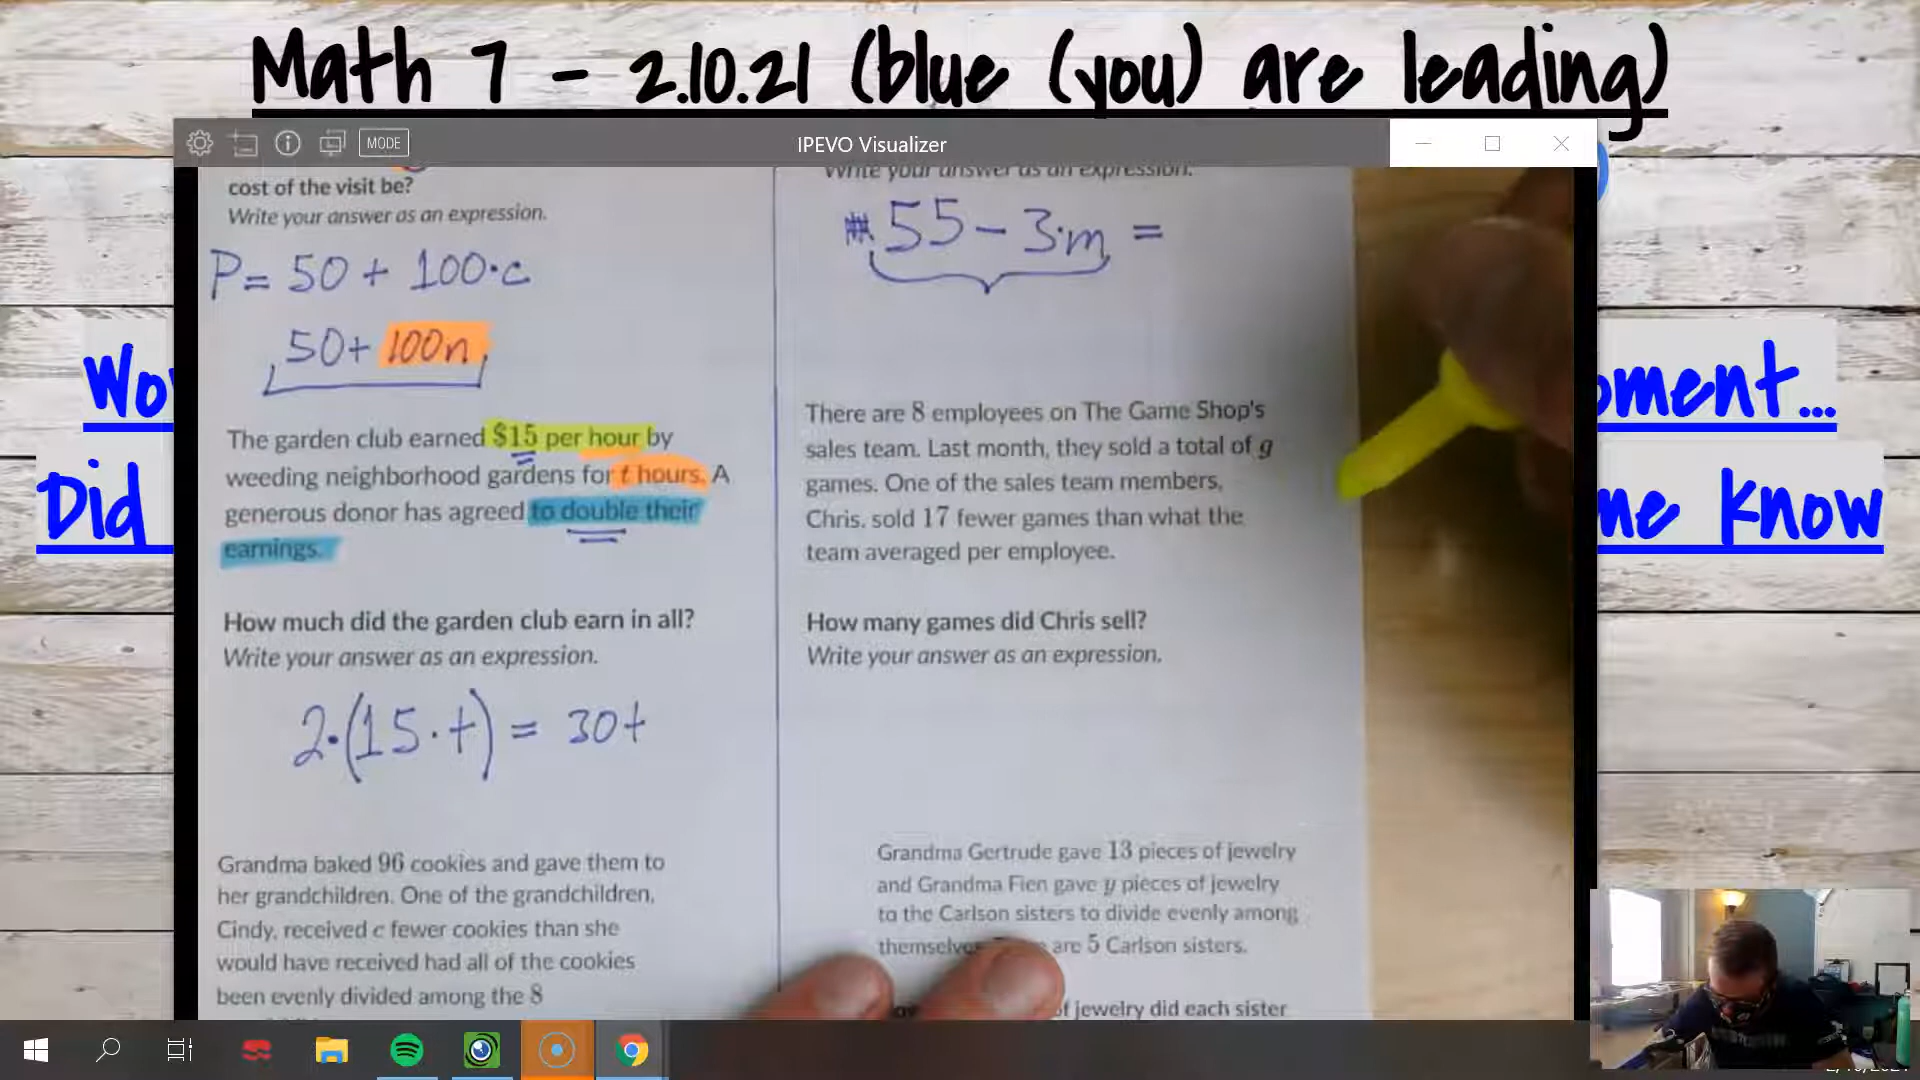 Math 7 - 2.10.21 (blue (you) are leading)
MODE
IPEVO Visualizer
cost of the visit be?
Write your answer as an expression.
P = 50 + 100·c
50 + 100n
The garden club earned $15 per hour by
weeding neighborhood gardens for t hours. A
generous donor has agreed to double their
earnings.
How much did the garden club earn in all?
Write your answer as an expression.
2·(15·t) = 30t
Grandma baked 96 cookies and gave them to
her grandchildren. One of the grandchildren,
Cindy, received c fewer cookies than she
would have received had all of the cookies
been evenly divided among the 8
Write your answer as an expression.
55 - 3·m =
There are 8 employees on The Game Shop's
sales team. Last month, they sold a total of g
games. One of the sales team members,
Chris, sold 17 fewer games than what the
team averaged per employee.
How many games did Chris sell?
Write your answer as an expression.
Grandma Gertrude gave 13 pieces of jewelry
and Grandma Fien gave y pieces of jewelry
to the Carlson sisters to divide evenly among
are 5 Carlson sisters.
of jewelry did each sister
Did me know